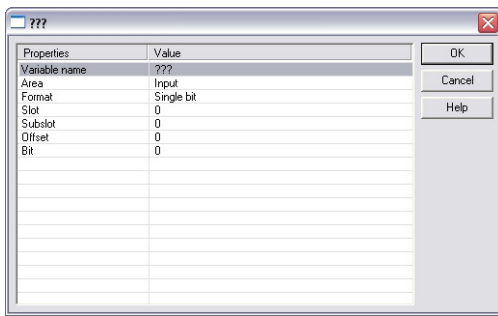 ???
Properties Value OK
Variable name ???
Area Input Cancel
Format Single bit
Slot 0 Help
Subslot 0
Offset 0
Bit 0